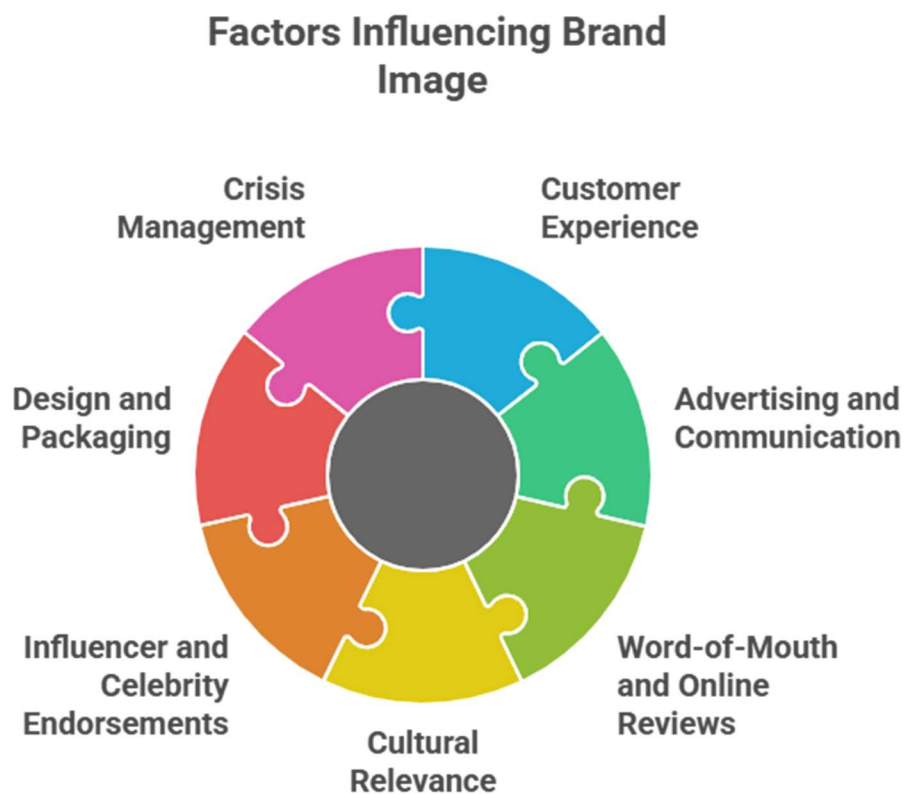 Factors Influencing Brand
Image
Crisis
Management
Customer
Experience
Design and
Packaging
Advertising and
Communication
Influencer and
Celebrity
Endorsements
Word-of-Mouth
and Online
Reviews
Cultural
Relevance